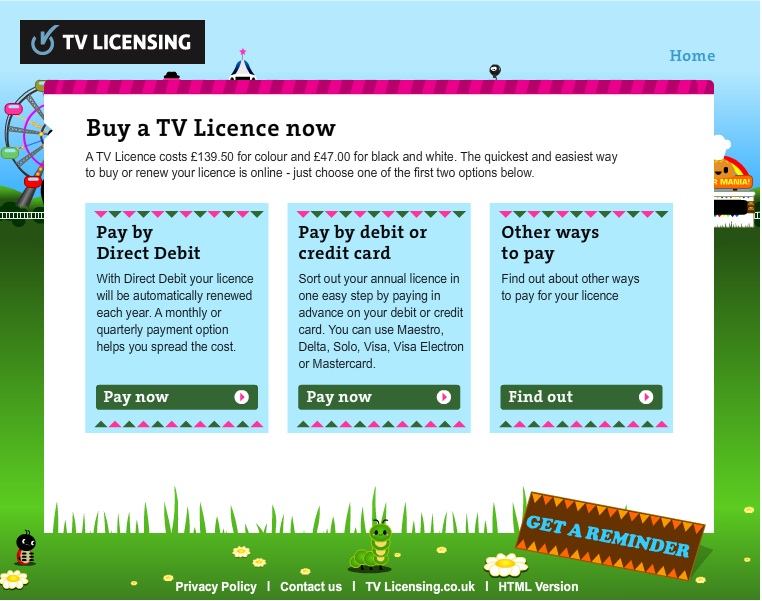 TV LICENSING
Home
Buy a TV Licence now
A TV Licence costs £139.50 for colour and £47.00 for black and white. The quickest and easiest way
to buy or renew your licence is online - just choose one of the first two options below.
Pay by
Direct Debit
With Direct Debit your licence
will be automatically renewed
each year. A monthly or
quarterly payment option
helps you spread the cost.
Pay now
Pay by debit or
credit card
Sort out your annual licence in
one easy step by paying in
advance on your debit or credit
card. You can use Maestro,
Delta, Solo, Visa, Visa Electron
or Mastercard.
Pay now
Other ways
to pay
Find out about other ways
to pay for your licence
Find out
MANIA!
GET A REMINDER
Privacy Policy | Contact us | TV Licensing.co.uk | HTML Version